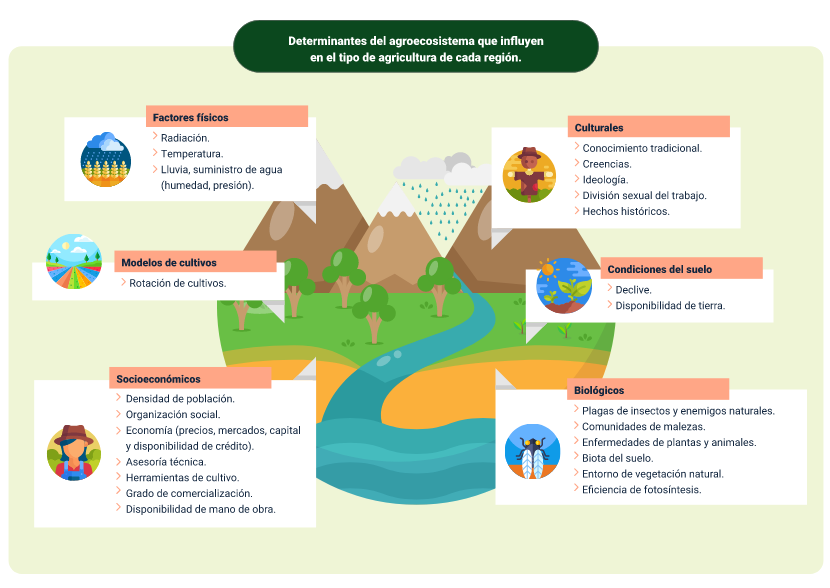 Determinantes del agroecosistema que influyen
en el tipo de agricultura de cada región.
Factores físicos
Radiación.
Temperatura.
Lluvia, suministro de agua
(humedad, presión).
Modelos de cultivos
Rotación de cultivos.
Socioeconómicos
Densidad de población.
Organización social.
Economía (precios, mercados, capital
y disponibilidad de crédito).
Asesoría técnica.
Herramientas de cultivo.
Grado de comercialización.
Disponibilidad de mano de obra.
Culturales
Conocimiento tradicional.
Creencias.
Ideología.
División sexual del trabajo.
Hechos históricos.
Condiciones del suelo
Declive.
Disponibilidad de tierra.
Biológicos
Plagas de insectos y enemigos naturales.
Comunidades de malezas.
Enfermedades de plantas y animales.
Biota del suelo.
Entorno de vegetación natural.
Eficiencia de fotosíntesis.